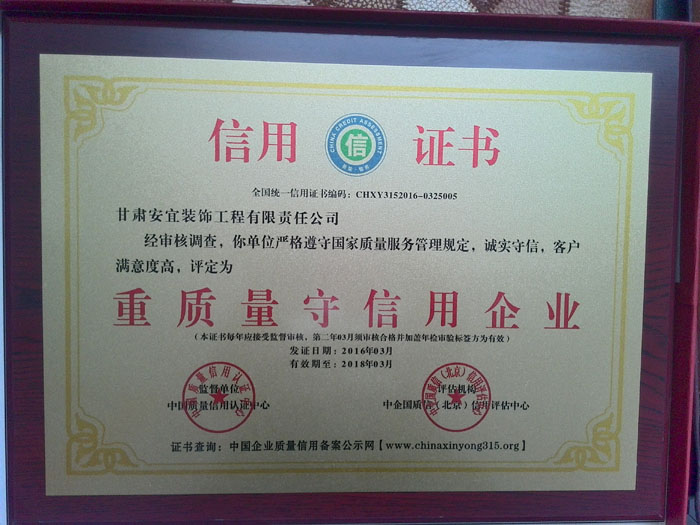 信用 证书
CHINA CREDIT ASSESSMENT
信
全国统一信用证书编码:CHXY3152016-0325005
甘肃安宜装饰工程有限责任公司
经审核调查,你单位严格遵守国家质量服务管理规定,诚实守信,客户
满意度高,评定为
重质量守信用企业
(本证书每年应接受监督审核,第二年03月须审核合格并加盖年检审验标签方为有效)
发证日期:2016年03月
有效期至:2018年03月
监督单位 评估机构
中国质量信用认证中心 中企国质信(北京)信用评估中心
证书查询:中国企业质量信用备案公示网【www.chinaxinyong315.org】